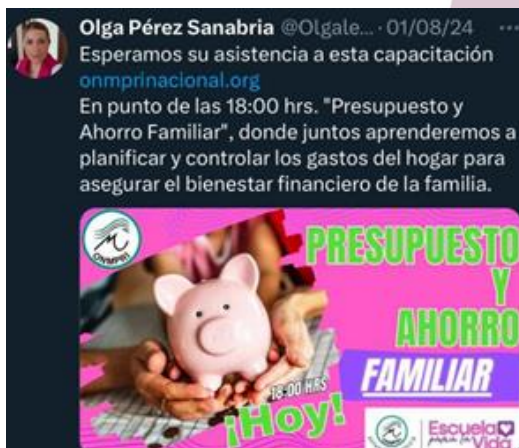 Olga Pérez Sanabria @Olgale... · 01/08/24 ...
Esperamos su asistencia a esta capacitación
onmprinacional.org
En punto de las 18:00 hrs. "Presupuesto y
Ahorro Familiar", donde juntos aprenderemos a
planificar y controlar los gastos del hogar para
asegurar el bienestar financiero de la familia.
ONMPRI
PRESUPUESTO
Y
AHORRO
FAMILIAR
18:00 HRS
¡Hoy!
Escuela
para la Vida